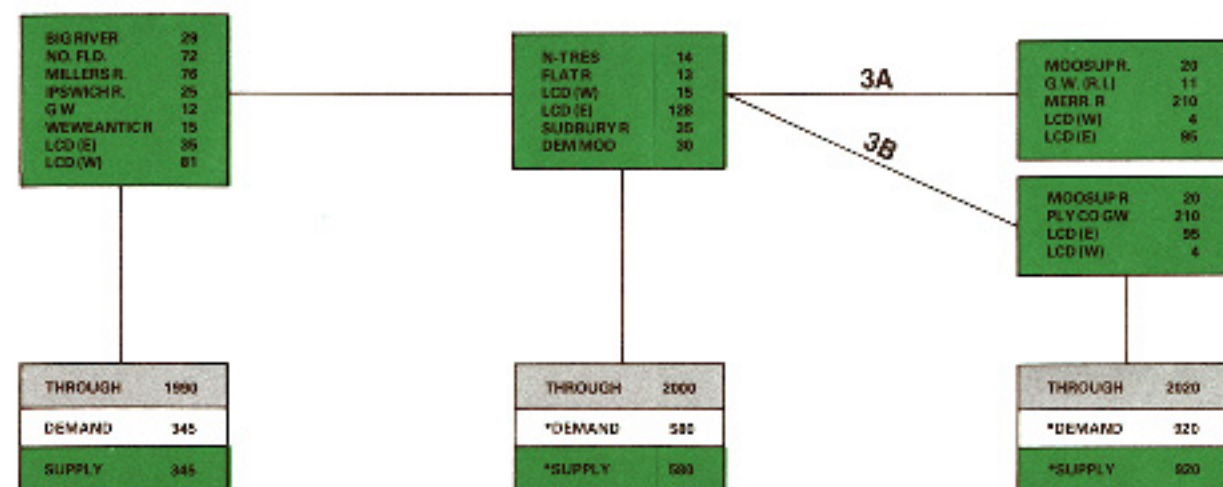 BIG RIVER 29
NO. FLD. 72
MILLERS R. 76
IPSWICH R. 25
GW 12
WEWEANTIC R 15
LCD (E) 35
LCD (W) 81
N-TRES 14
FLAT R 13
LCD (W) 15
LCD (E) 128
SUDBURY R 35
DEM MOD 30
3A
3B
MOOSUP R. 20
G.W. (R.I.) 11
MERR. R 210
LCD (W) 4
LCD (E) 95
MOOSUP R 20
PLY CO GW 210
LCD (E) 95
LCD (W) 4
THROUGH 1990
DEMAND 345
SUPPLY 345
THROUGH 2000
*DEMAND 580
*SUPPLY 580
THROUGH 2020
*DEMAND 920
*SUPPLY 920